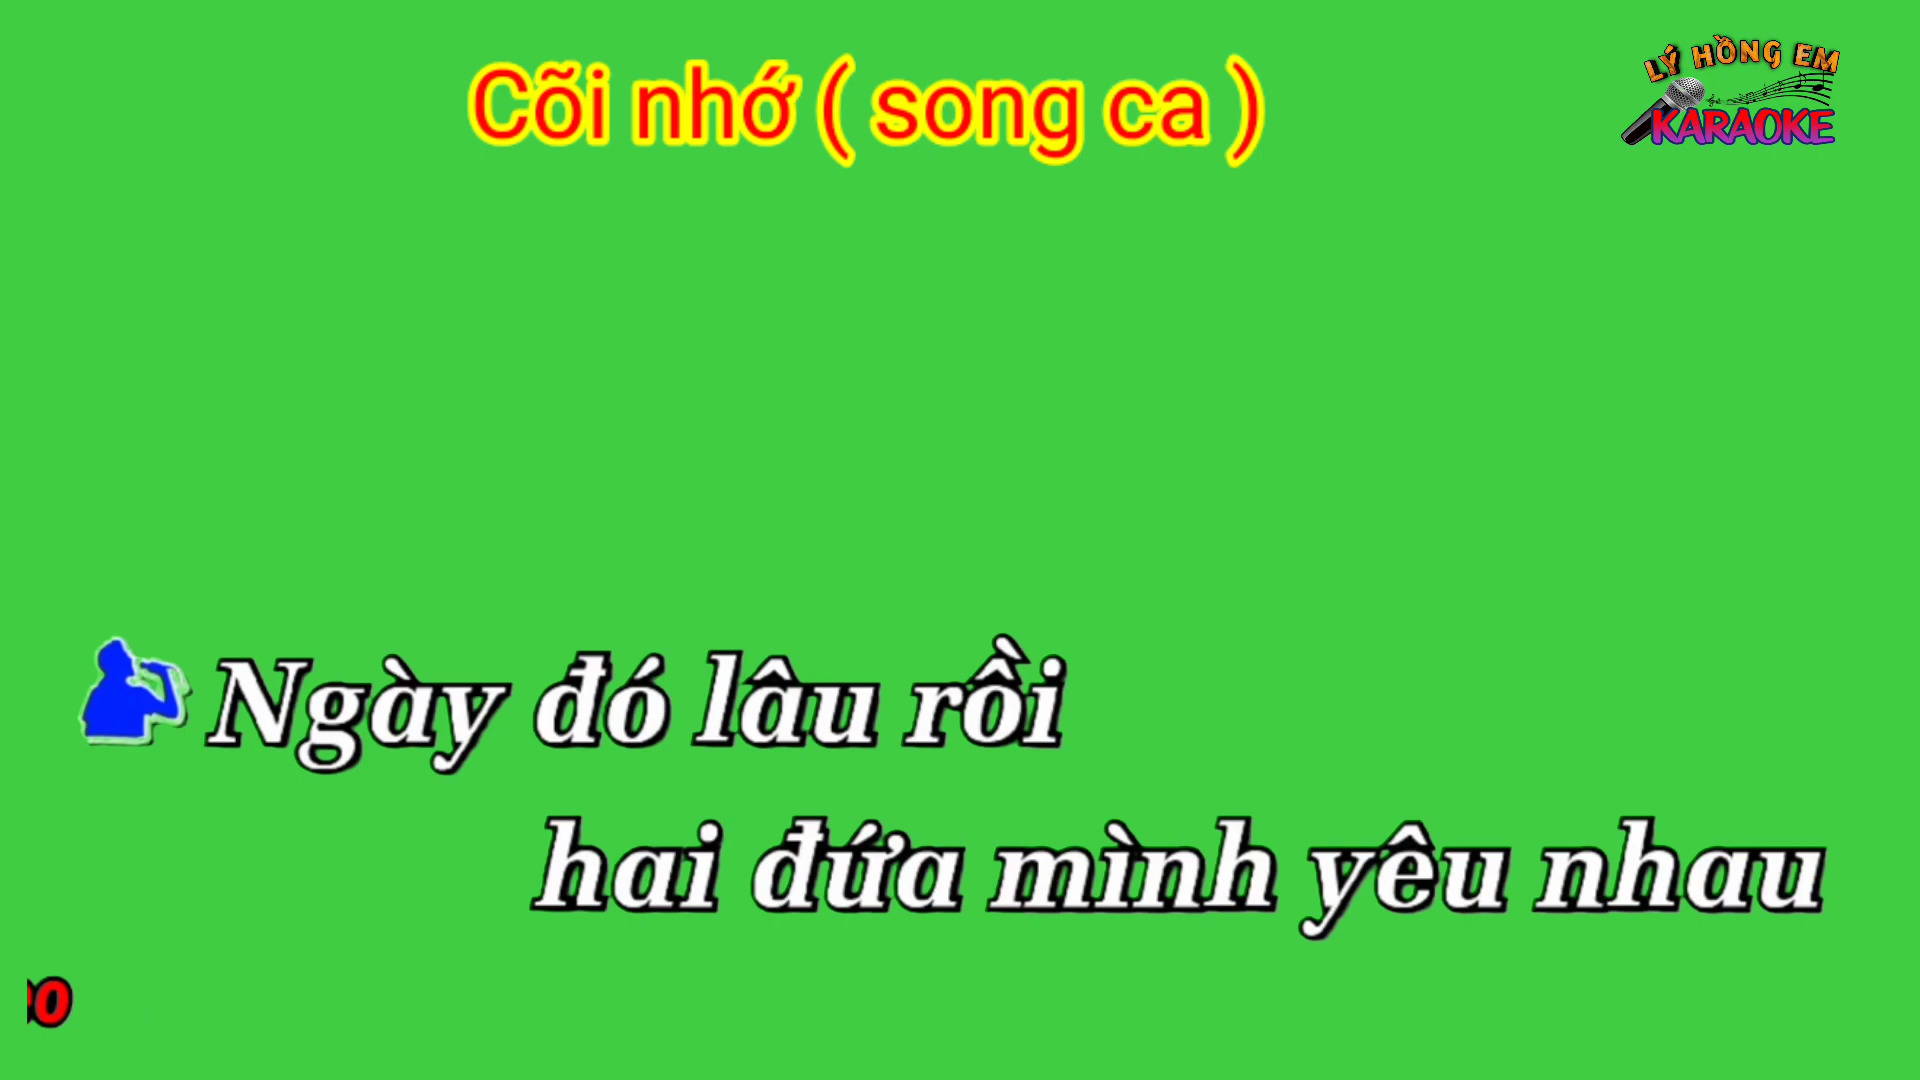 Cõi nhớ ( song ca )
LÝ HỒNG EM
KARAOKE
Ngày đó lâu rồi
hai đứa mình yêu nhau